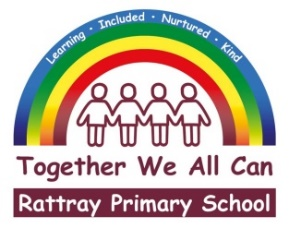 Learning • Included • Nurtured • Kind
Together We All Can
Rattray Primary School